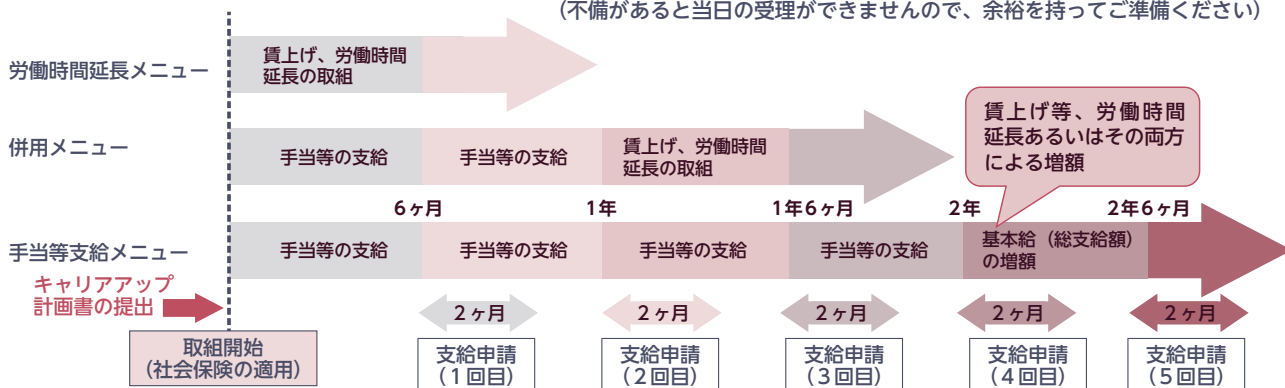 （不備があると当日の受理ができませんので、余裕を持ってご準備ください）
労働時間延長メニュー
賃上げ、労働時間
延長の取組
併用メニュー
手当等の支給
手当等の支給
賃上げ、労働時間
延長の取組
賃上げ等、労働時間
延長あるいはその両方
による増額
6ヶ月
1年
1年6ヶ月
2年
2年6ヶ月
手当等支給メニュー
手当等の支給
手当等の支給
手当等の支給
手当等の支給
基本給（総支給額）
の増額
キャリアアップ
計画書の提出
2ヶ月
2ヶ月
2ヶ月
2ヶ月
2ヶ月
取組開始
（社会保険の適用）
支給申請
（1回目）
支給申請
（2回目）
支給申請
（3回目）
支給申請
（4回目）
支給申請
（5回目）